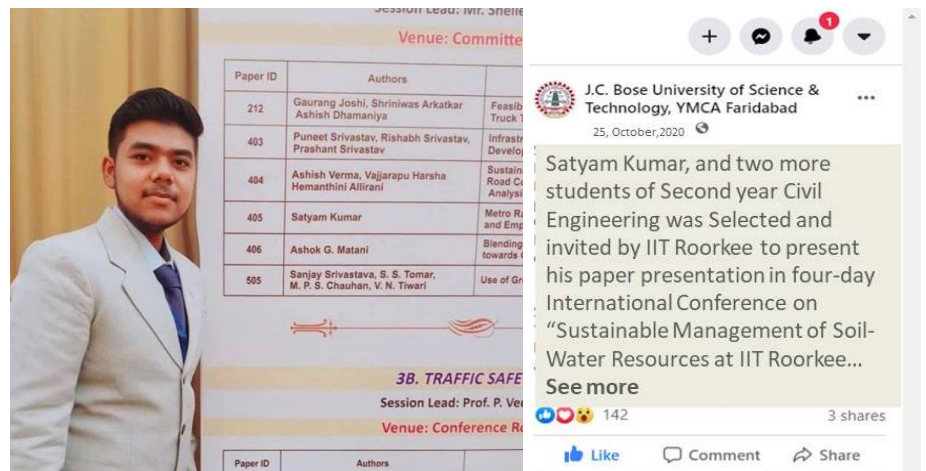 Session Lead: Mr.
Venue: Committe
Paper ID
Authors
212
Gaurang Joshi, Shriniwas Arkatkar
Ashish Dhamaniya
Feasib
Truck T
403
Puneet Srivastav, Rishabh Srivastav,
Prashant Srivastav
Infrastr
Develop
404
Ashish Verma, Vajjarapu Harsha
Hemanthini Allirani
Sustain
Road Co
Analysi
405
Satyam Kumar
Metro Ra
and Emp
406
Ashok G. Matani
Blending
towards
505
Sanjay Srivastava, S. S. Tomar,
M. P. S. Chauhan, V. N. Tiwari
Use of Gr
3B. TRAFFIC SAFE
Session Lead: Prof. P. Ve
Venue: Conference Ro
Paper ID
Authors
1
J.C. Bose University of Science &
Technology, YMCA Faridabad
25, October,2020
Satyam Kumar, and two more
students of Second year Civil
Engineering was Selected and
invited by IIT Roorkee to present
his paper presentation in four-day
International Conference on
“Sustainable Management of Soil-
Water Resources at IIT Roorkee...
See more
142
3 shares
Like
Comment
Share